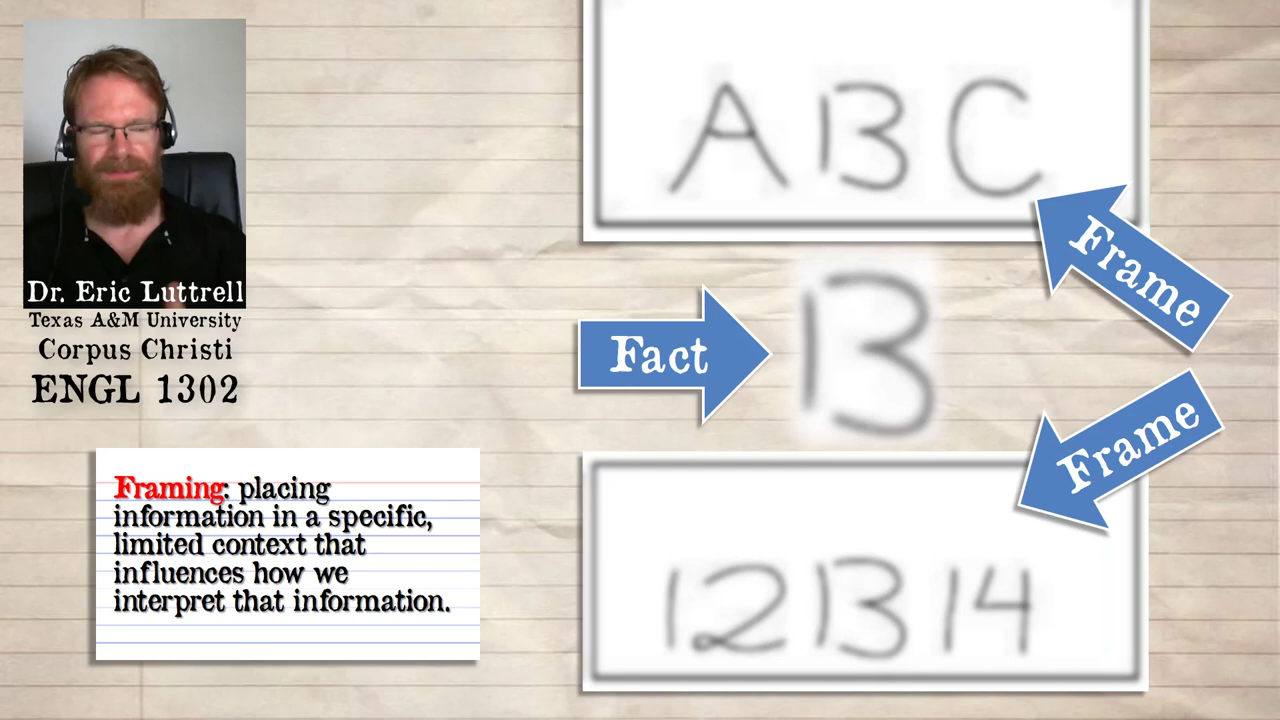 Dr. Eric Luttrell
Texas A&M University
Corpus Christi
ENGL 1302
Framing: placing
information in a specific,
limited context that
influences how we
interpret that information.
A B C
Frame
Fact
13
Frame
12 13 14